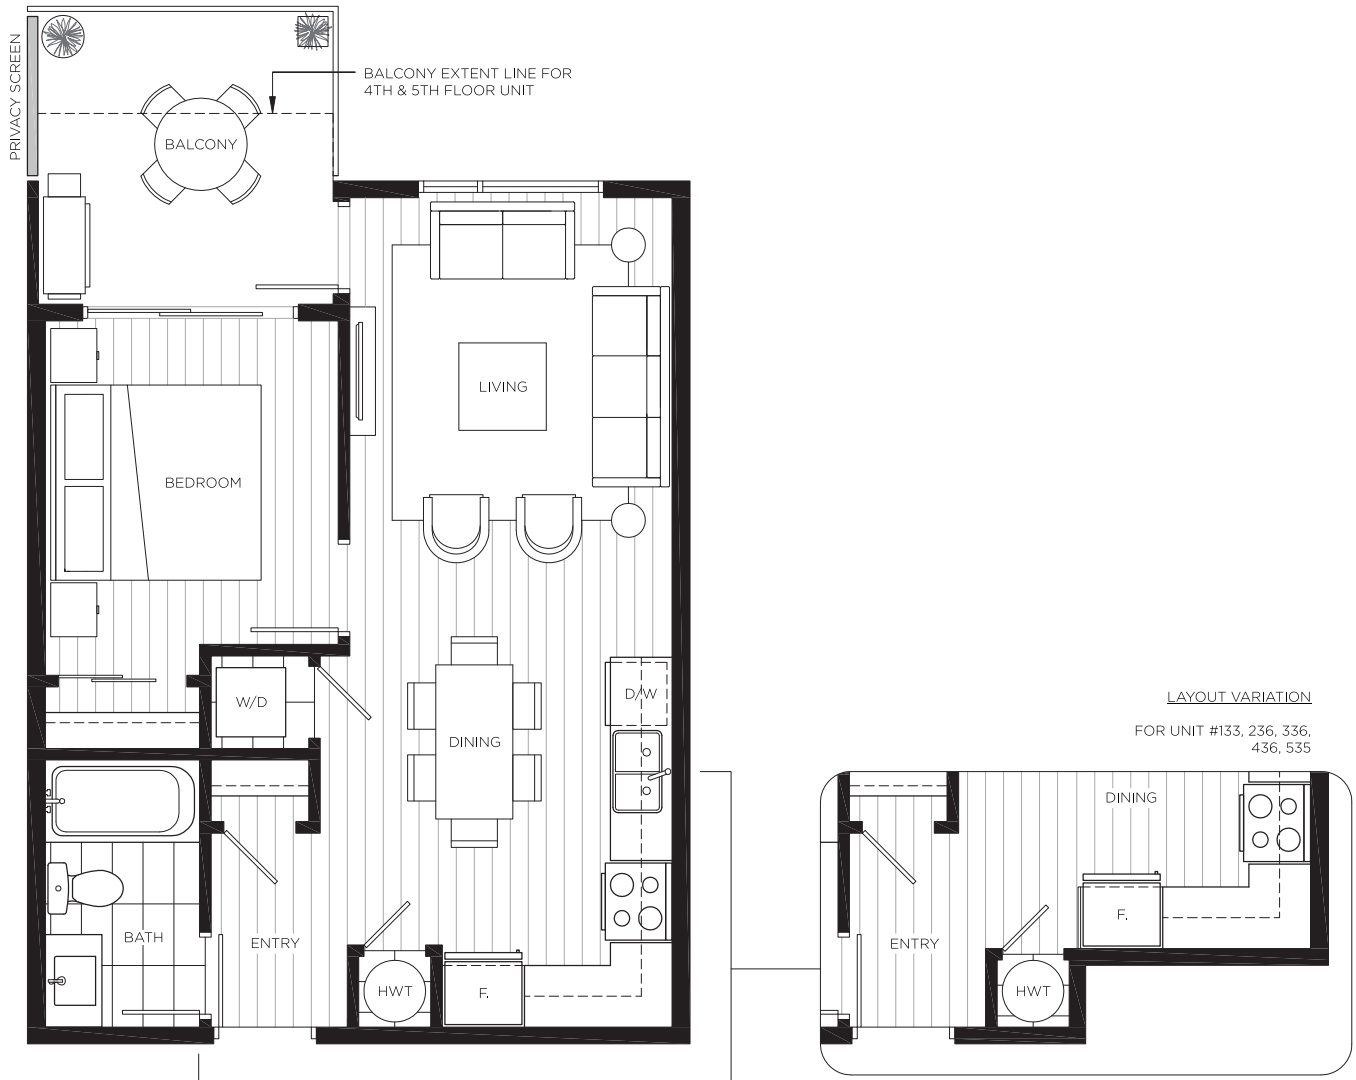 PRIVACY SCREEN
BALCONY EXTENT LINE FOR
4TH & 5TH FLOOR UNIT
BALCONY
LIVING
BEDROOM
W/D
D/W
DINING
BATH
ENTRY
HWT
F.
LAYOUT VARIATION
FOR UNIT #133, 236, 336,
436, 535
DINING
F.
ENTRY
HWT